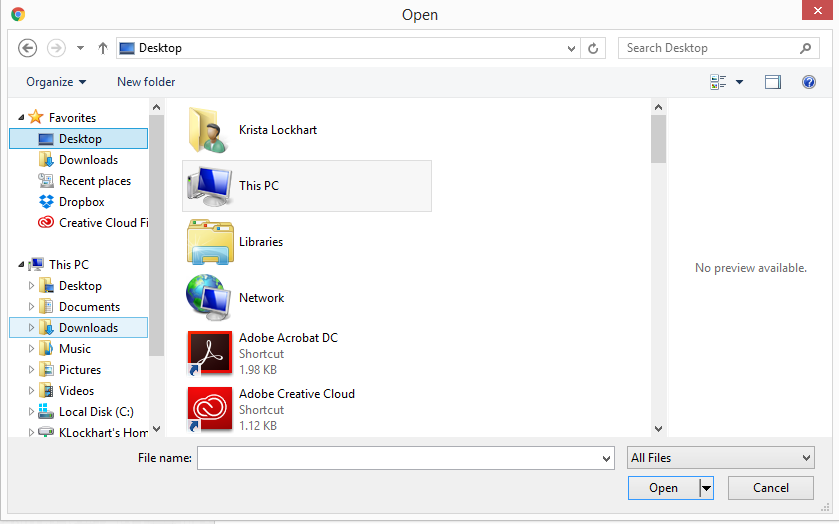 Open
Desktop
Search Desktop
Organize
New folder
Favorites
Desktop
Downloads
Recent places
Dropbox
Creative Cloud Fi
This PC
Desktop
Documents
Downloads
Music
Pictures
Videos
Local Disk (C:)
KLockhart's Hom
Krista Lockhart
This PC
Libraries
Network
Adobe Acrobat DC
Shortcut
1.98 KB
Adobe Creative Cloud
Shortcut
1.12 KB
No preview available.
File name:
All Files
Open
Cancel